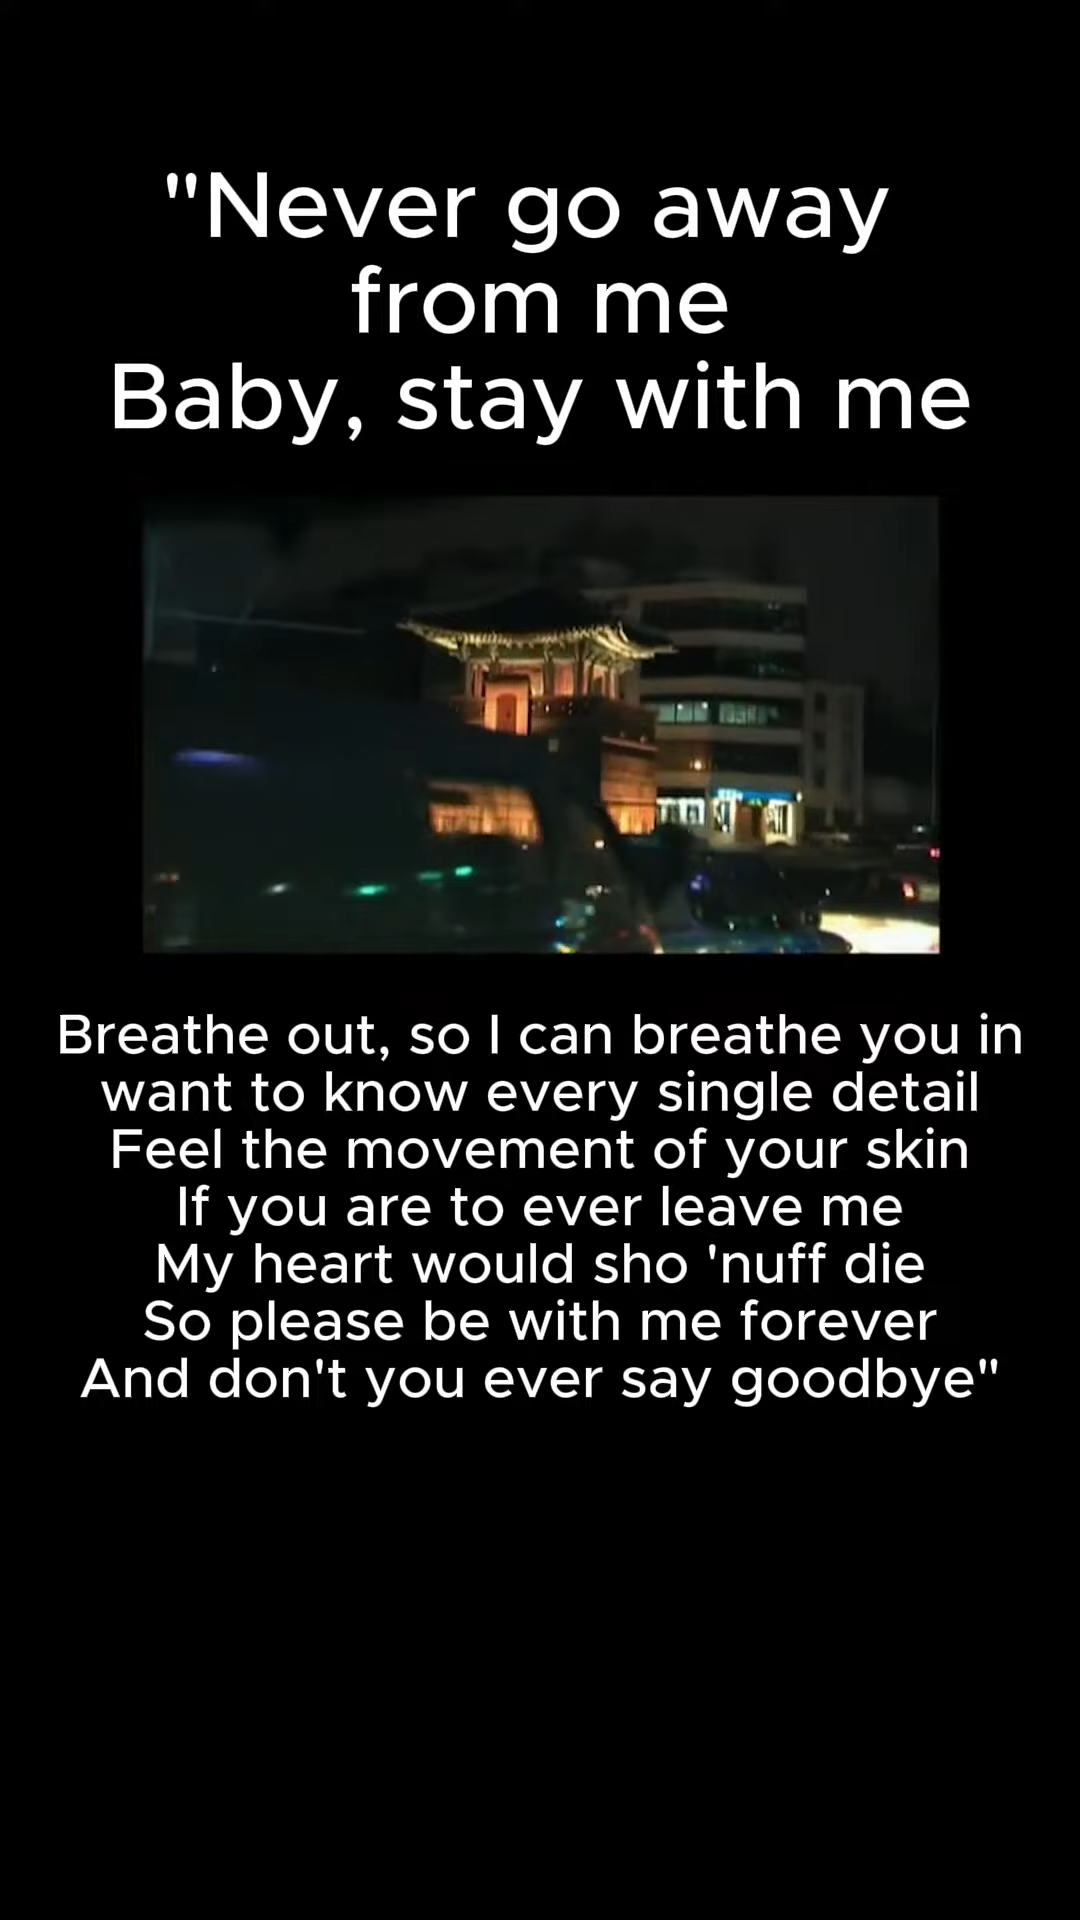 "Never go away
from me
Baby, stay with me
Breathe out, so I can breathe you in
want to know every single detail
Feel the movement of your skin
If you are to ever leave me
My heart would sho 'nuff die
So please be with me forever
And don't you ever say goodbye"